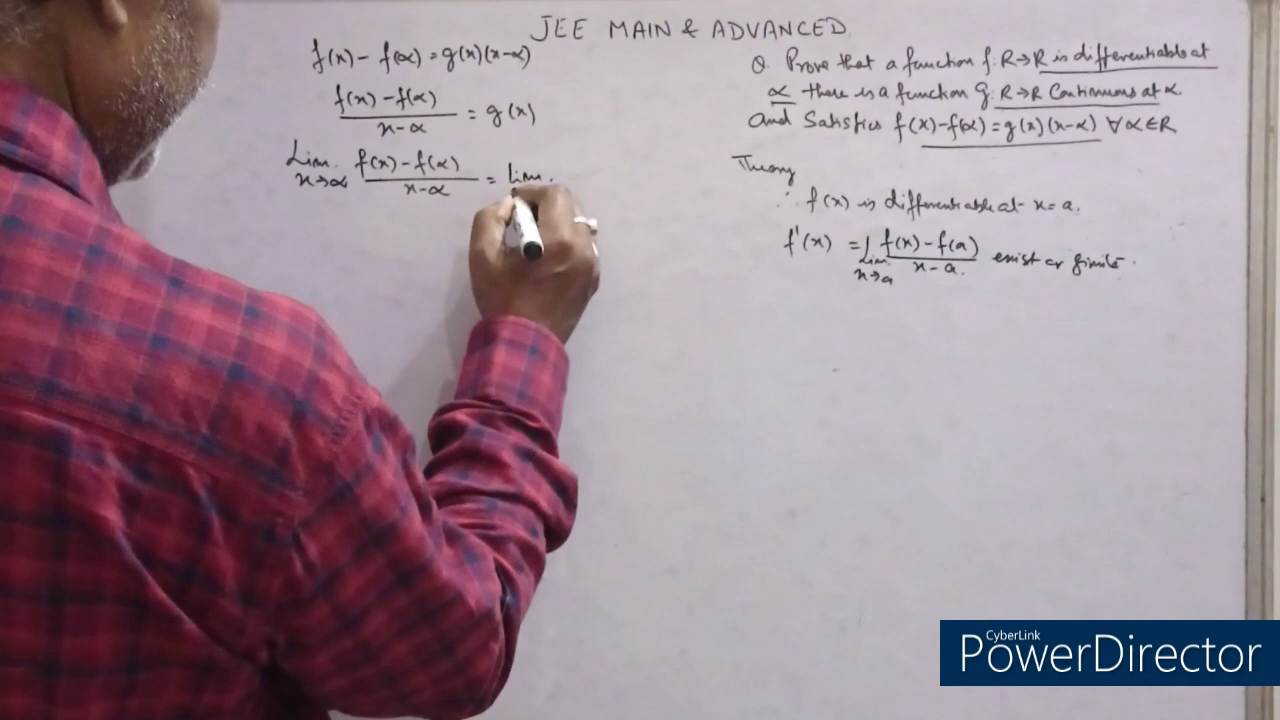 JEE MAIN & ADVANCED
f(x) - f(α) = g(x)(x-α)
f(x) - f(α) / x-α = g(x)
Lim. x→α f(x) - f(α) / x-α = lim.
Q Prove that a function f: R→R is differentiable at
α there is a function g: R→R Continuous at α
and Satisfies f(x)-f(α)=g(x)(x-α) ∀ α∈R
Theory
∴ f(x) is differentiable at x=a.
f'(x) = Lim. x→a f(x) - f(a) / x-a. exist or finite.
CyberLink
PowerDirector